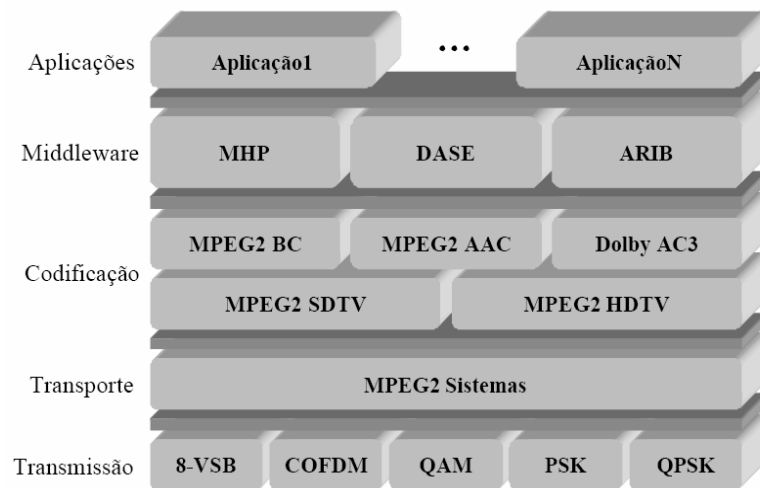 Aplicações Aplicação1 ... AplicaçãoN
Middleware MHP DASE ARIB
MPEG2 BC MPEG2 AAC Dolby AC3
Codificação
MPEG2 SDTV MPEG2 HDTV
Transporte MPEG2 Sistemas
Transmissão 8-VSB COFDM QAM PSK QPSK